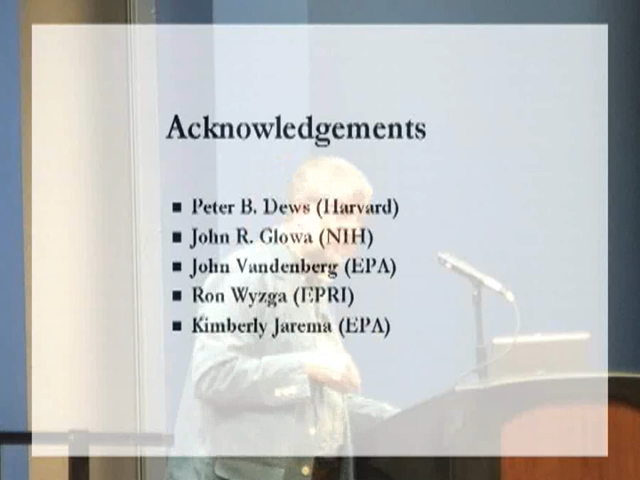 Acknowledgements
▪ Peter B. Dews (Harvard)
▪ John R. Glowa (NIH)
▪ John Vandenberg (EPA)
▪ Ron Wyzga (EPRI)
▪ Kimberly Jarema (EPA)